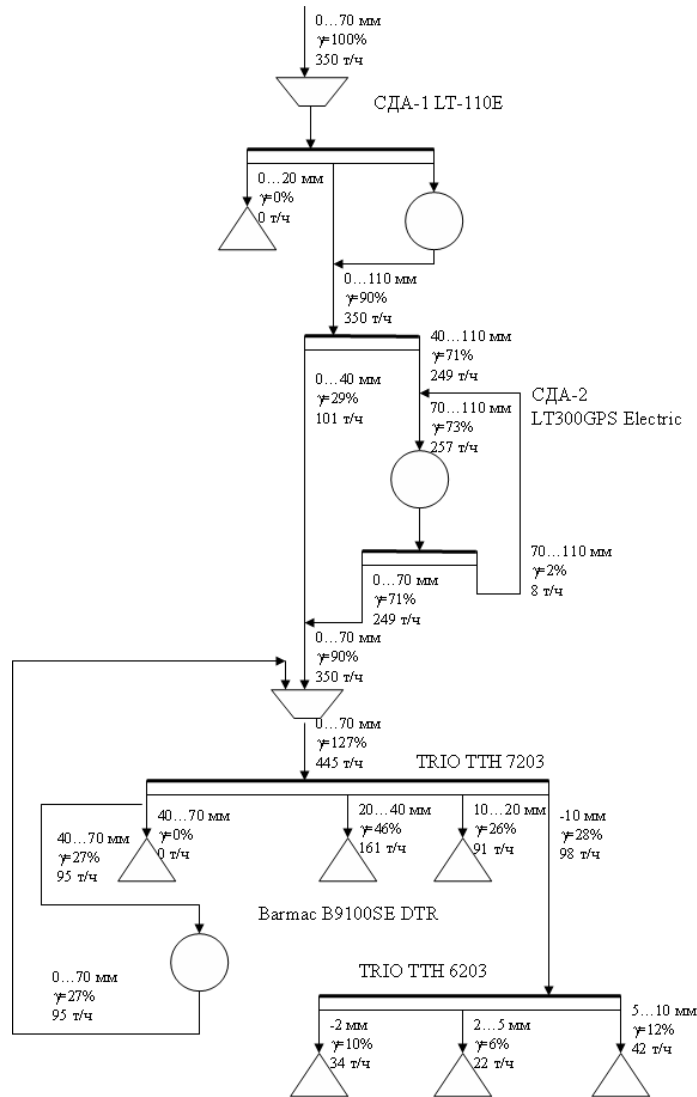 0...70 мм
γ=100%
350 т/ч
СДА-1 LT-110E
0...20 мм
γ=0%
0 т/ч
0...110 мм
γ=90%
350 т/ч
40...110 мм
γ=71%
249 т/ч
0...40 мм
γ=29%
101 т/ч
70...110 мм
γ=73%
257 т/ч
СДА-2
LT300GPS Electric
70...110 мм
γ=2%
8 т/ч
0...70 мм
γ=71%
249 т/ч
0...70 мм
γ=90%
350 т/ч
0...70 мм
γ=127%
445 т/ч
TRIO TTH 7203
40...70 мм
γ=27%
95 т/ч
40...70 мм
γ=0%
0 т/ч
20...40 мм
γ=46%
161 т/ч
10...20 мм
γ=26%
91 т/ч
-10 мм
γ=28%
98 т/ч
Barmac B9100SE DTR
0...70 мм
γ=27%
95 т/ч
TRIO TTH 6203
-2 мм
γ=10%
34 т/ч
2...5 мм
γ=6%
22 т/ч
5...10 мм
γ=12%
42 т/ч